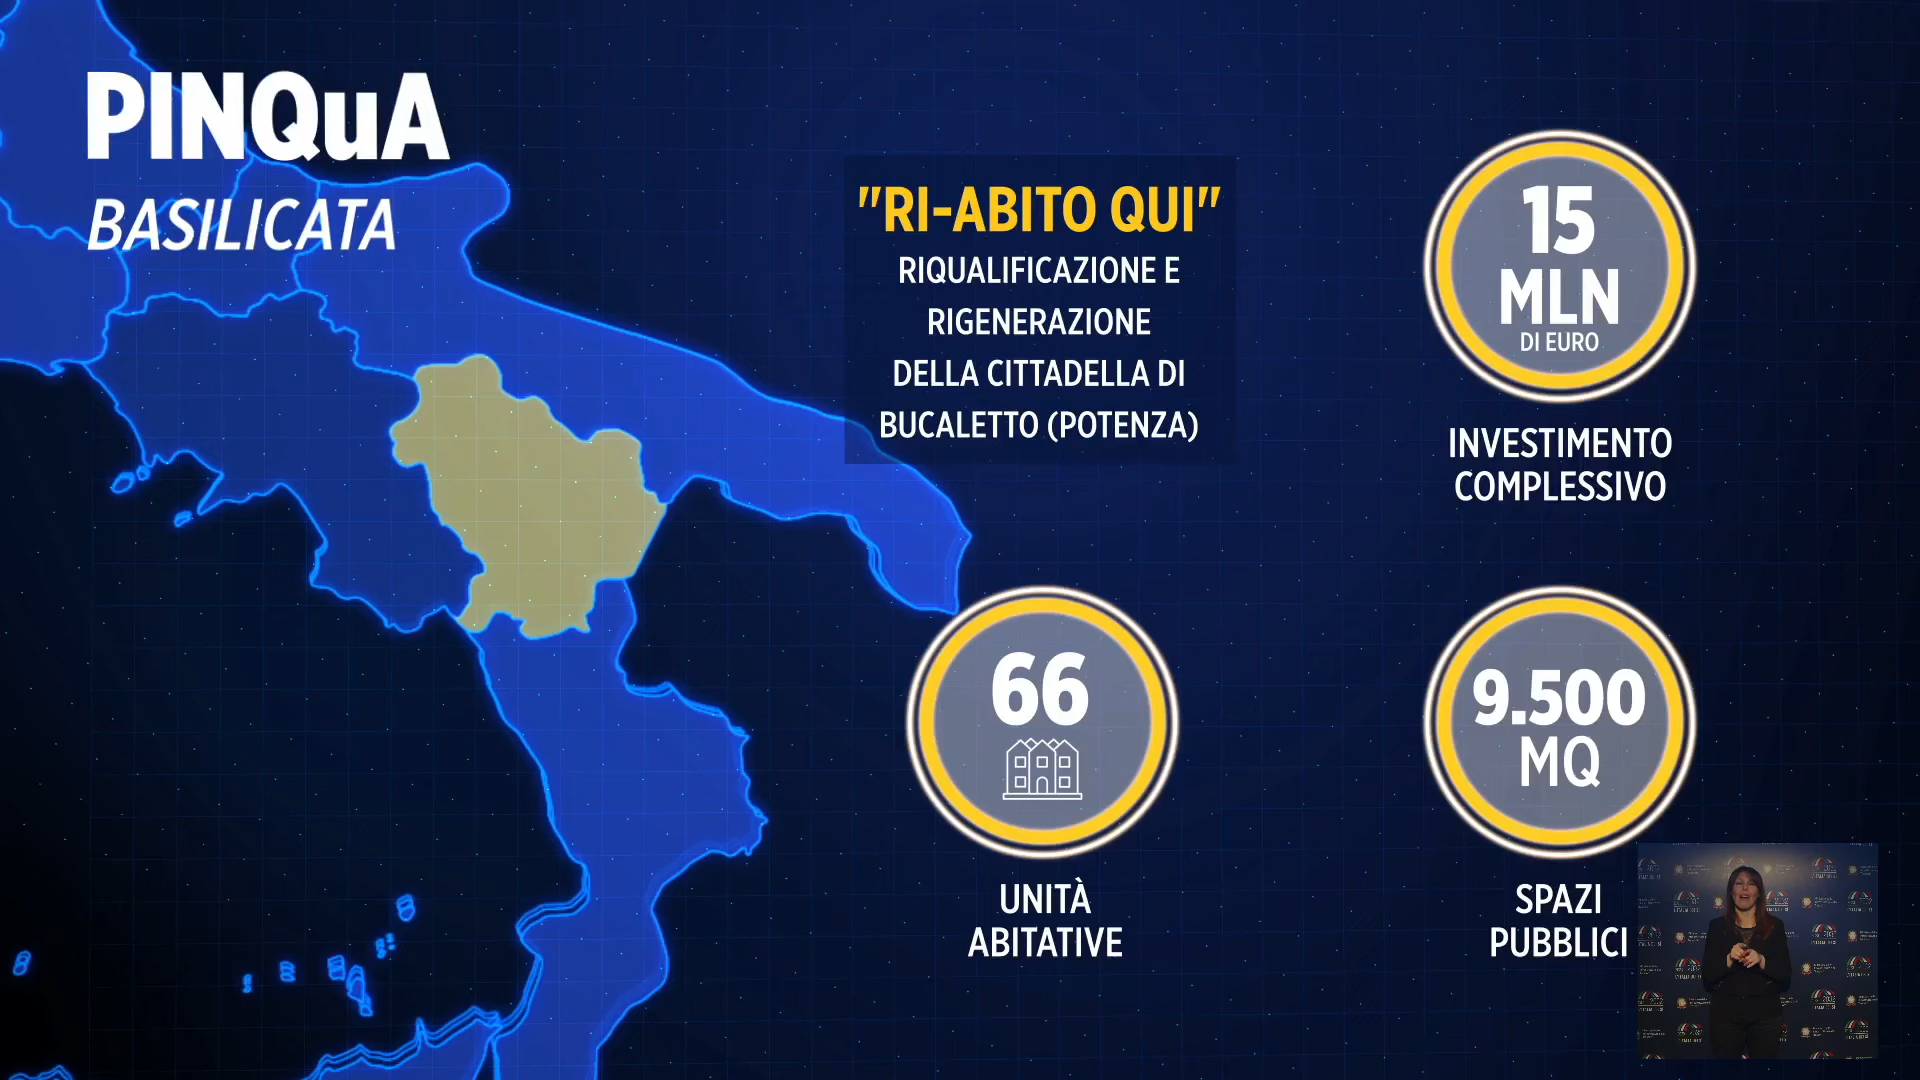 PINQuA
BASILICATA
"RI-ABITO QUI"
RIQUALIFICAZIONE E
RIGENERAZIONE
DELLA CITTADELLA DI
BUCALETTO (POTENZA)
15
MLN
DI EURO
INVESTIMENTO
COMPLESSIVO
66
UNITÀ
ABITATIVE
9.500
MQ
SPAZI
PUBBLICI